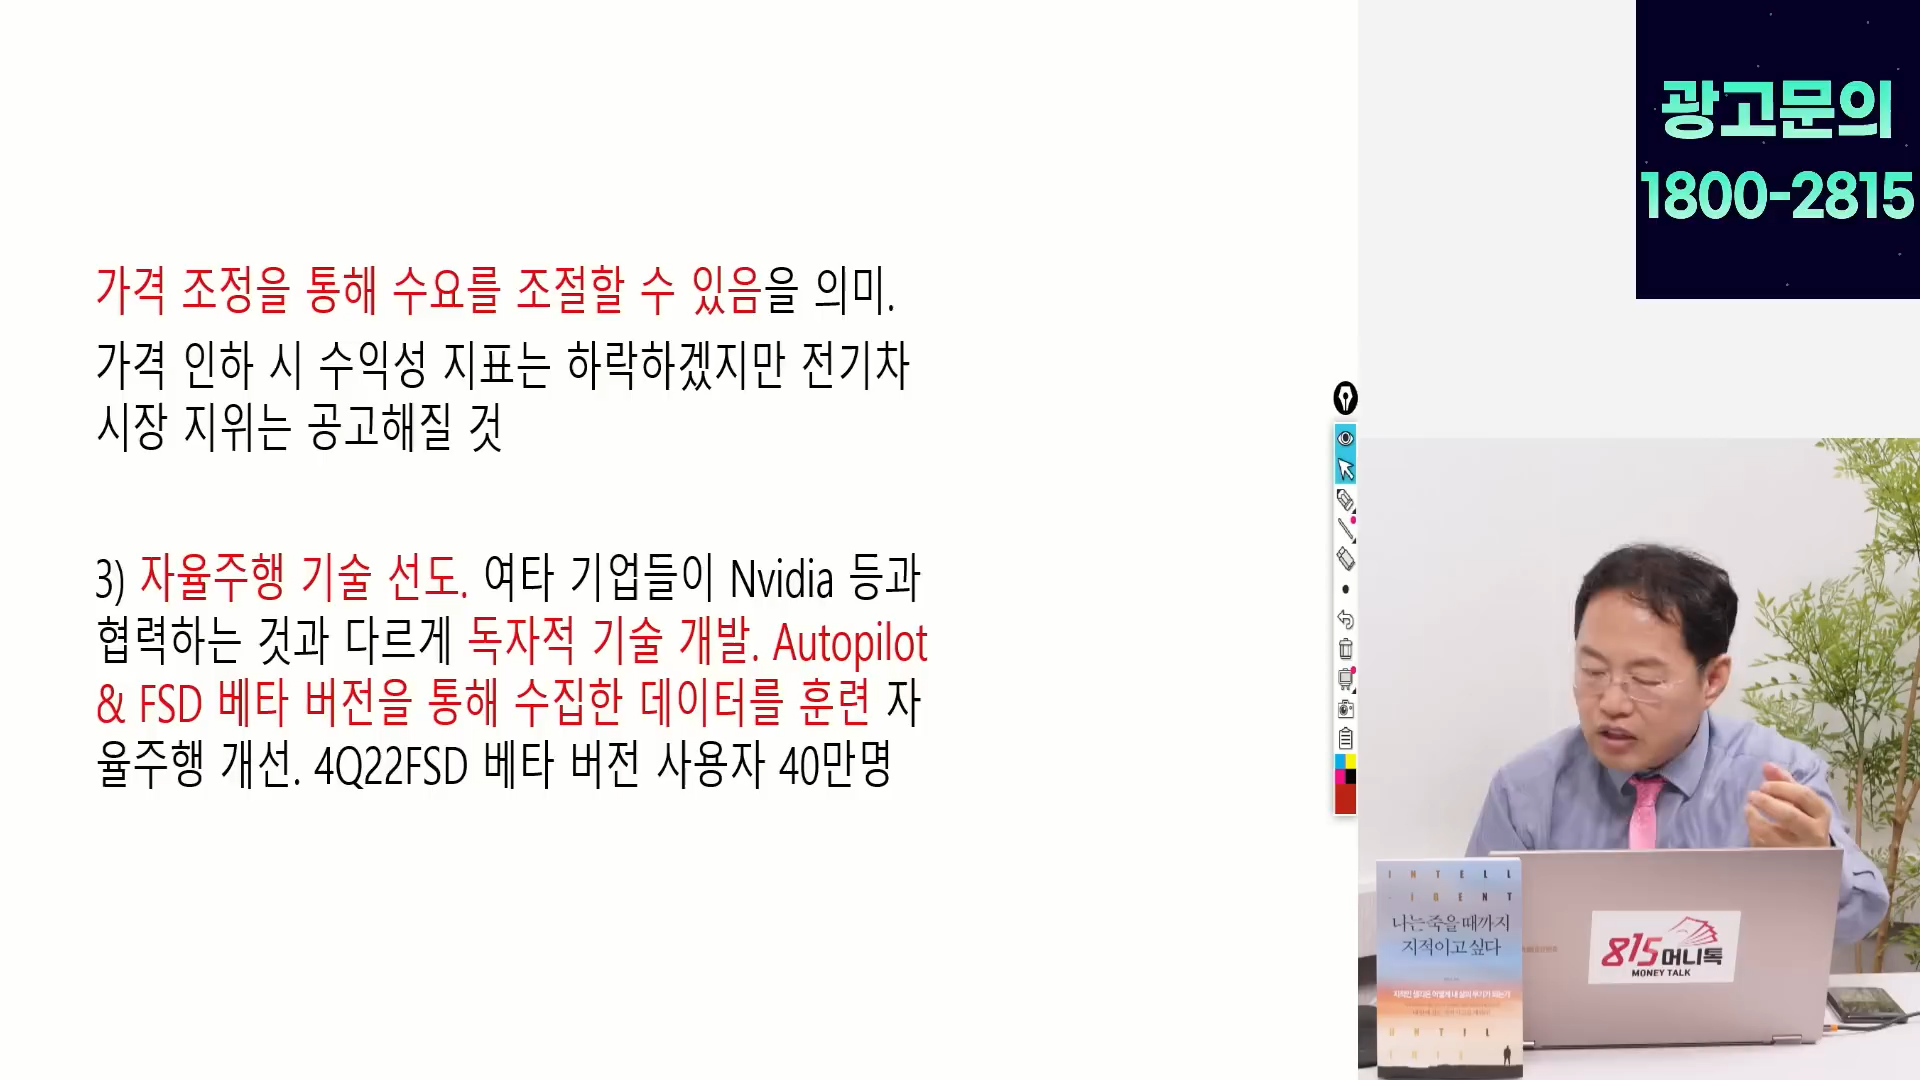 가격 조정을 통해 수요를 조절할 수 있음을 의미.
가격 인하 시 수익성 지표는 하락하겠지만 전기차
시장 지위는 공고해질 것
3) 자율주행 기술 선도. 여타 기업들이 Nvidia 등과
협력하는 것과 다르게 독자적 기술 개발. Autopilot
& FSD 베타 버전을 통해 수집한 데이터를 훈련 자
율주행 개선. 4Q22FSD 베타 버전 사용자 40만명
광고문의
1800-2815
INTELL
IGENT
나는 죽을 때까지
지적이고 싶다
UNTIL
815머니톡
MONEY TALK